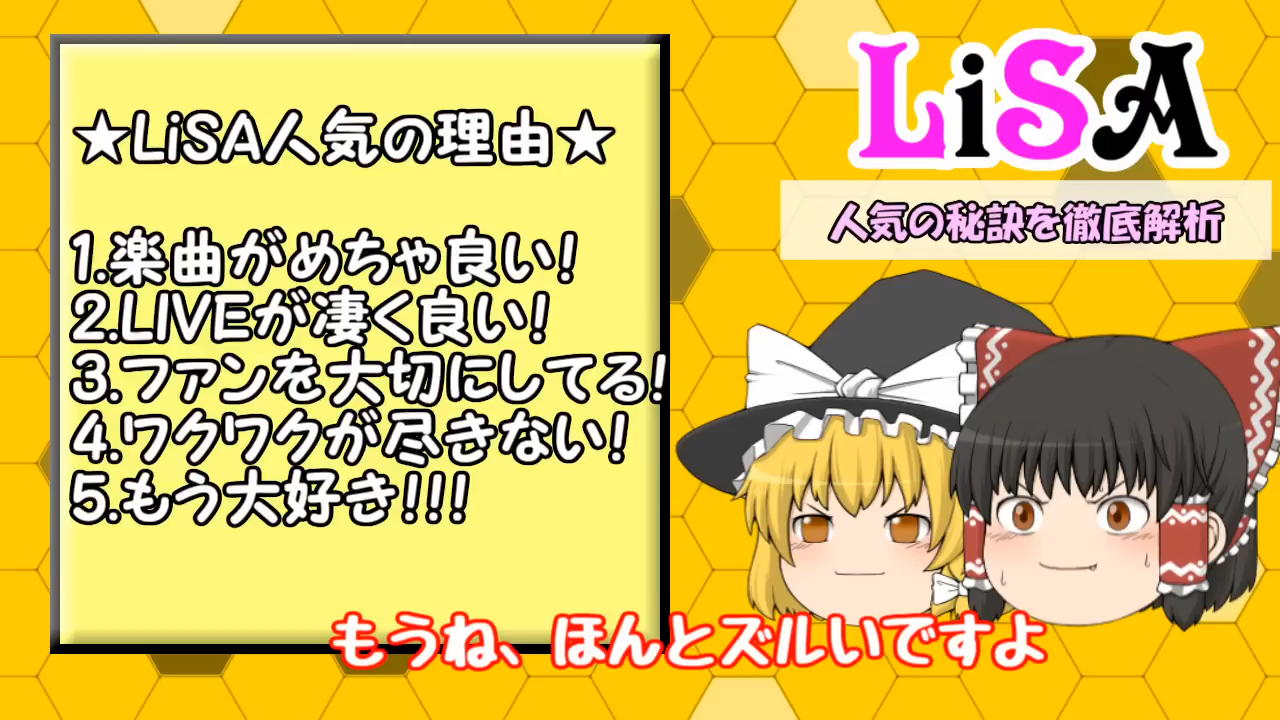 ★LiSA人気の理由★
1.楽曲がめちゃ良い!
2.LIVEが凄く良い!
3.ファンを大切にしてる!
4.ワクワクが尽きない!
5.もう大好き!!!
LiSA
人気の秘訣を徹底解析
もうね、ほんとズルいですよ